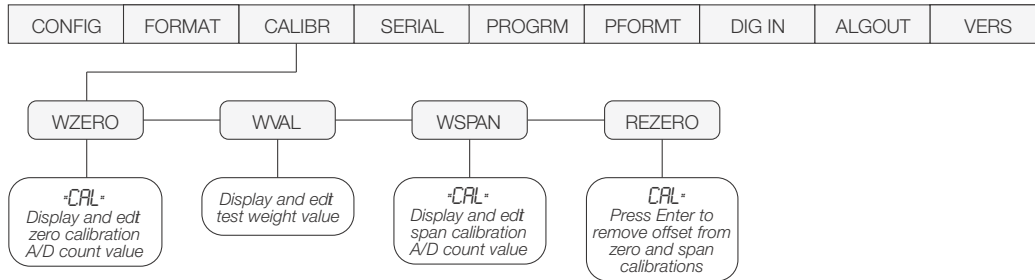 CONFIG FORMAT CALIBR SERIAL PROGRM PFORMT DIG IN ALGOUT VERS
WZERO WVAL WSPAN REZERO
*CAL*
Display and edt
zero calibration
A/D count value
Display and edt
test weight value
*CAL*
Display and edt
span calibration
A/D count value
CAL*
Press Enter to
remove offset from
zero and span
calibrations